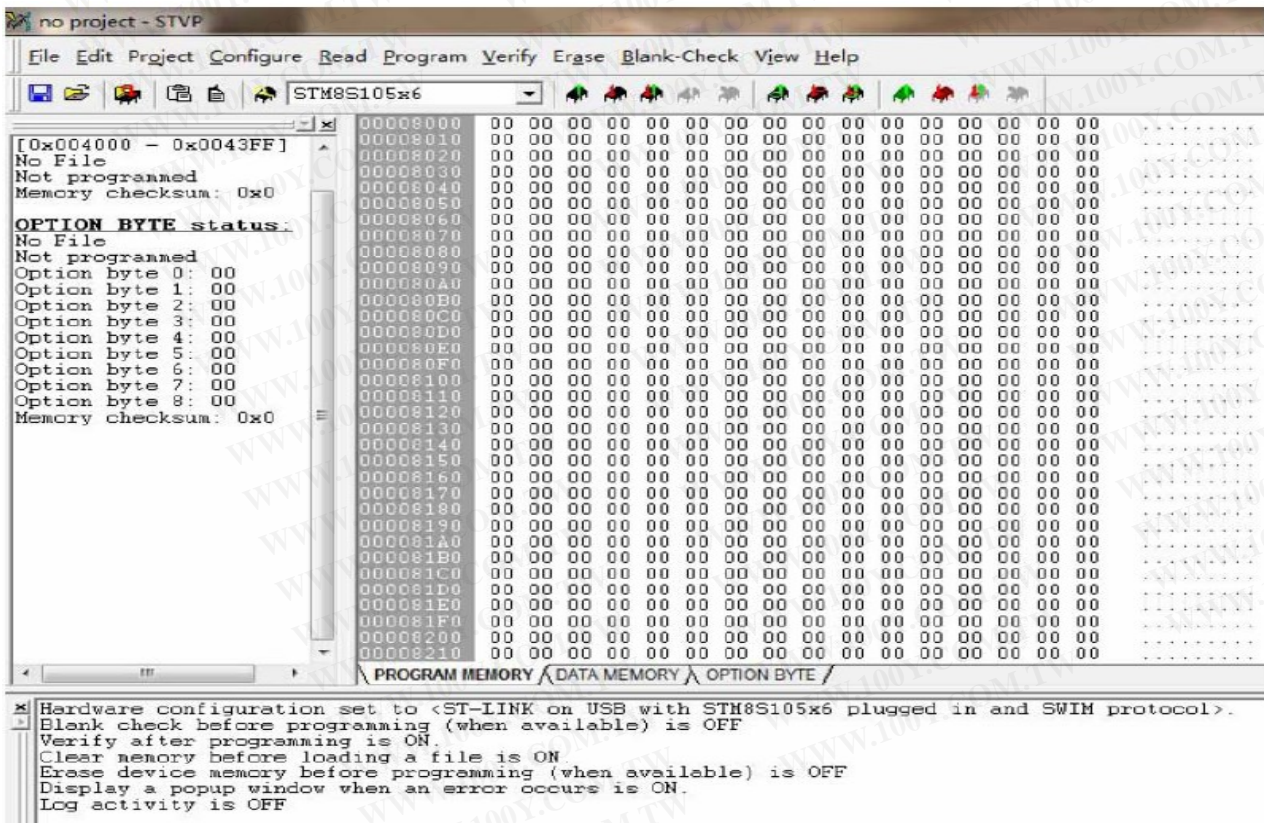 no project - STVP
File Edit Project Configure Read Program Verify Erase Blank-Check View Help
STM8S105x6
[0x004000 - 0x0043FF]
No File
Not programmed
Memory checksum: 0x0
OPTION BYTE status:
No File
Not programmed
Option byte 0: 00
Option byte 1: 00
Option byte 2: 00
Option byte 3: 00
Option byte 4: 00
Option byte 5: 00
Option byte 6: 00
Option byte 7: 00
Option byte 8: 00
Memory checksum: 0x0
00008000 00 00 00 00 00 00 00 00 00 00 00 00 00 00 00 00 ................
00008010 00 00 00 00 00 00 00 00 00 00 00 00 00 00 00 00
00008020 00 00 00 00 00 00 00 00 00 00 00 00 00 00 00 00
00008030 00 00 00 00 00 00 00 00 00 00 00 00 00 00 00 00
00008040 00 00 00 00 00 00 00 00 00 00 00 00 00 00 00 00
00008050 00 00 00 00 00 00 00 00 00 00 00 00 00 00 00 00
00008060 00 00 00 00 00 00 00 00 00 00 00 00 00 00 00 00
00008070 00 00 00 00 00 00 00 00 00 00 00 00 00 00 00 00
00008080 00 00 00 00 00 00 00 00 00 00 00 00 00 00 00 00
00008090 00 00 00 00 00 00 00 00 00 00 00 00 00 00 00 00
000080A0 00 00 00 00 00 00 00 00 00 00 00 00 00 00 00 00
000080B0 00 00 00 00 00 00 00 00 00 00 00 00 00 00 00 00
000080C0 00 00 00 00 00 00 00 00 00 00 00 00 00 00 00 00
000080D0 00 00 00 00 00 00 00 00 00 00 00 00 00 00 00 00
000080E0 00 00 00 00 00 00 00 00 00 00 00 00 00 00 00 00
000080F0 00 00 00 00 00 00 00 00 00 00 00 00 00 00 00 00
00008100 00 00 00 00 00 00 00 00 00 00 00 00 00 00 00 00
00008110 00 00 00 00 00 00 00 00 00 00 00 00 00 00 00 00
00008120 00 00 00 00 00 00 00 00 00 00 00 00 00 00 00 00
00008130 00 00 00 00 00 00 00 00 00 00 00 00 00 00 00 00
00008140 00 00 00 00 00 00 00 00 00 00 00 00 00 00 00 00
00008150 00 00 00 00 00 00 00 00 00 00 00 00 00 00 00 00
00008160 00 00 00 00 00 00 00 00 00 00 00 00 00 00 00 00
00008170 00 00 00 00 00 00 00 00 00 00 00 00 00 00 00 00
00008180 00 00 00 00 00 00 00 00 00 00 00 00 00 00 00 00
00008190 00 00 00 00 00 00 00 00 00 00 00 00 00 00 00 00
000081A0 00 00 00 00 00 00 00 00 00 00 00 00 00 00 00 00
000081B0 00 00 00 00 00 00 00 00 00 00 00 00 00 00 00 00
000081C0 00 00 00 00 00 00 00 00 00 00 00 00 00 00 00 00
000081D0 00 00 00 00 00 00 00 00 00 00 00 00 00 00 00 00
000081E0 00 00 00 00 00 00 00 00 00 00 00 00 00 00 00 00
000081F0 00 00 00 00 00 00 00 00 00 00 00 00 00 00 00 00
00008200 00 00 00 00 00 00 00 00 00 00 00 00 00 00 00 00
00008210 00 00 00 00 00 00 00 00 00 00 00 00 00 00 00 00
PROGRAM MEMORY DATA MEMORY OPTION BYTE
Hardware configuration set to <ST-LINK on USB with STM8S105x6 plugged in and SWIM protocol>.
Blank check before programming (when available) is OFF
Verify after programming is ON.
Clear memory before loading a file is ON
Erase device memory before programming (when available) is OFF
Display a popup window when an error occurs is ON.
Log activity is OFF
WWW.100Y.COM.TW